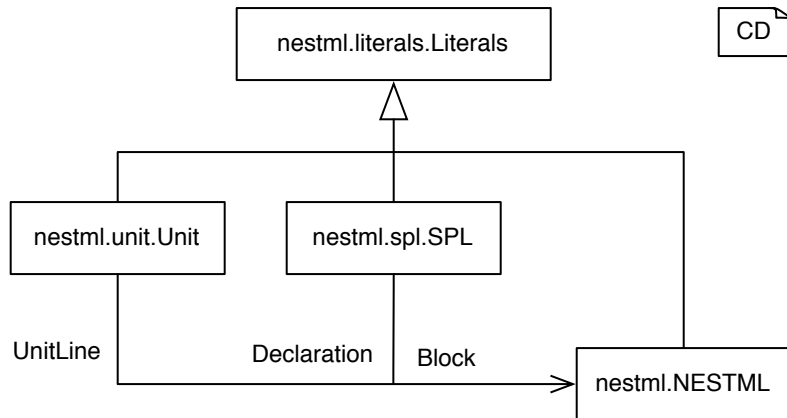 nestml.literals.Literals
CD
nestml.unit.Unit
nestml.spl.SPL
UnitLine
Declaration
Block
nestml.NESTML